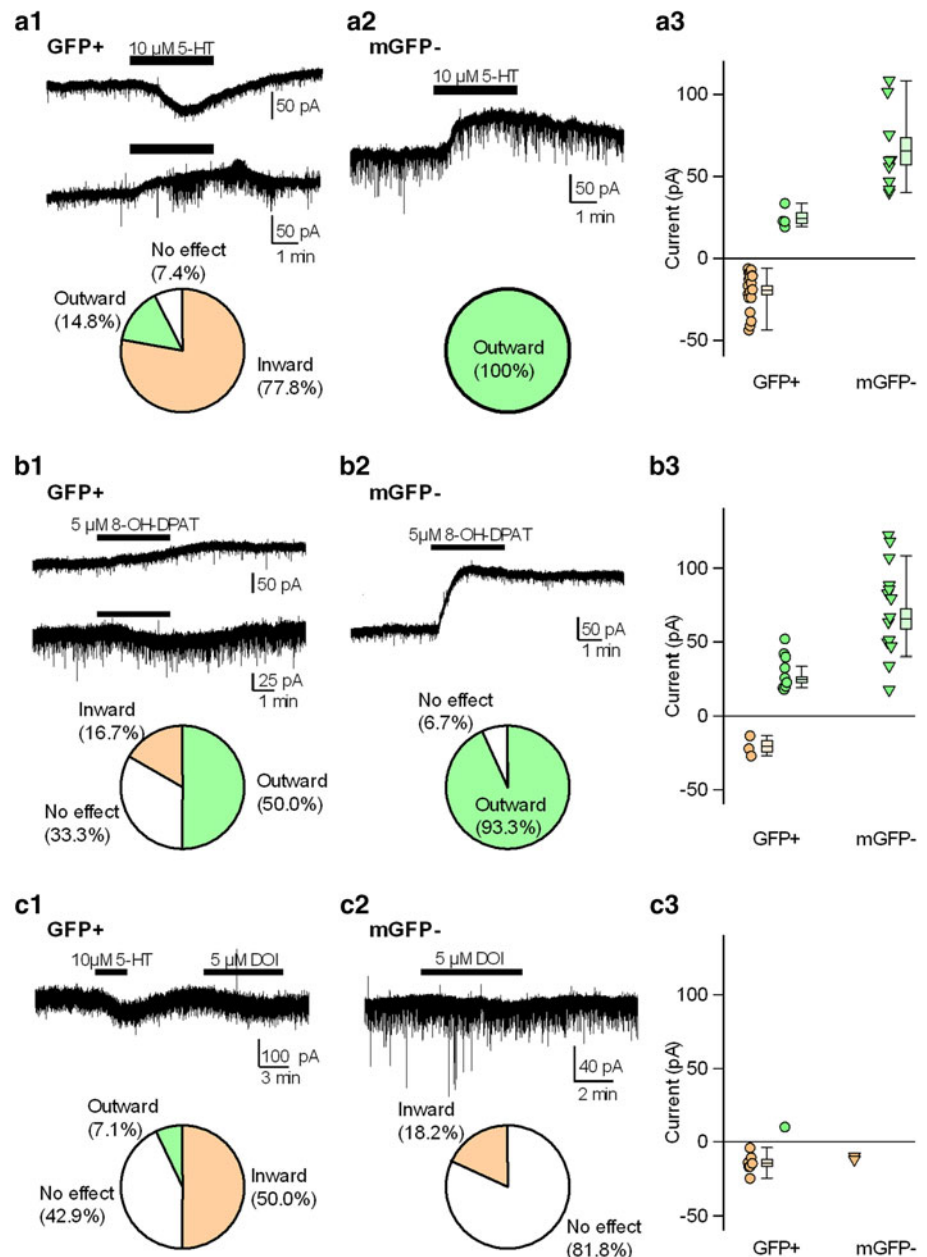 a1
GFP+
10 µM 5-HT
50 pA
50 pA
1 min
No effect
(7.4%)
Outward
(14.8%)
Inward
(77.8%)
a2
mGFP-
10 µM 5-HT
50 pA
1 min
Outward
(100%)
a3
Current (pA)
100
50
0
-50
GFP+
mGFP-
b1
GFP+
5 µM 8-OH-DPAT
50 pA
25 pA
1 min
Inward
(16.7%)
No effect
(33.3%)
Outward
(50.0%)
b2
mGFP-
5µM 8-OH-DPAT
50 pA
1 min
No effect
(6.7%)
Outward
(93.3%)
b3
Current (pA)
100
50
0
-50
GFP+
mGFP-
c1
GFP+
10µM 5-HT
5 µM DOI
100 pA
3 min
Outward
(7.1%)
No effect
(42.9%)
Inward
(50.0%)
c2
mGFP-
5 µM DOI
40 pA
2 min
Inward
(18.2%)
No effect
(81.8%)
c3
Current (pA)
100
50
0
-50
GFP+
mGFP-